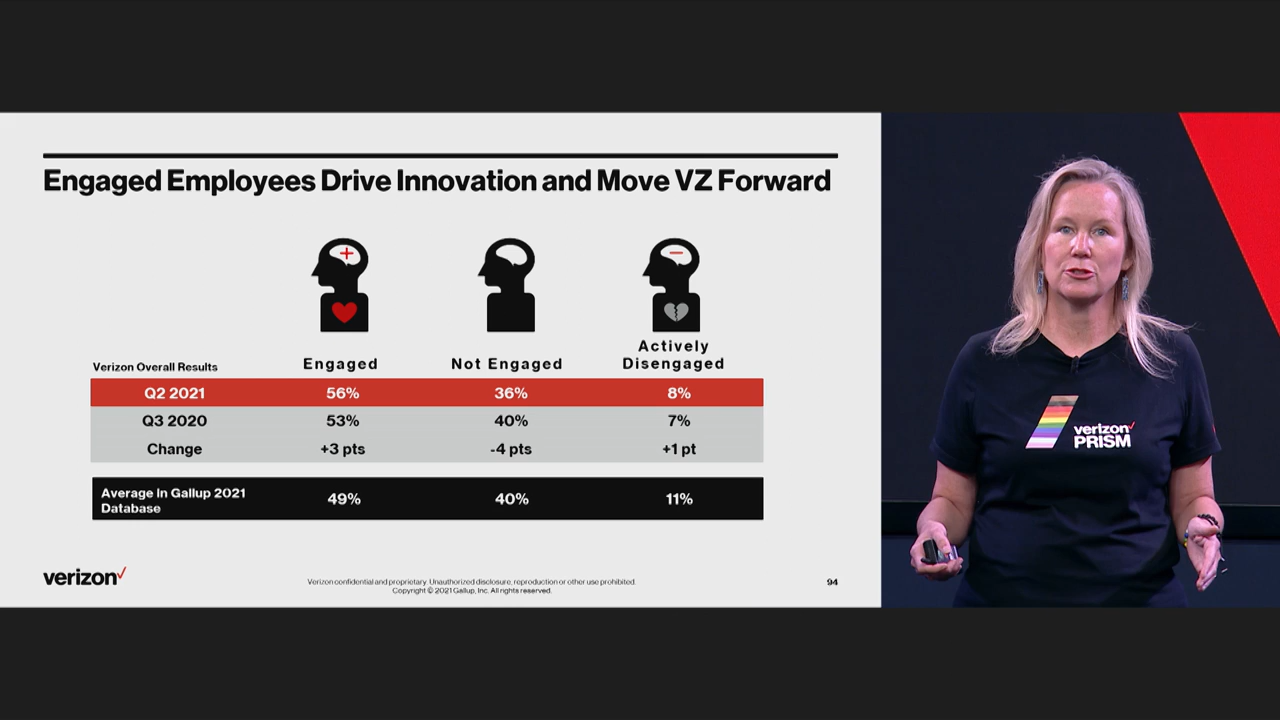 Engaged Employees Drive Innovation and Move VZ Forward
Verizon Overall Results
Engaged
Not Engaged
Actively
Disengaged
Q2 2021 56% 36% 8%
Q3 2020 53% 40% 7%
Change +3 pts -4 pts +1 pt
Average in Gallup 2021
Database
49% 40% 11%
verizon
Verizon confidential and proprietary. Unauthorized disclosure, reproduction or other use prohibited.
Copyright © 2021 Gallup, Inc. All rights reserved.
94
verizon
PRISM